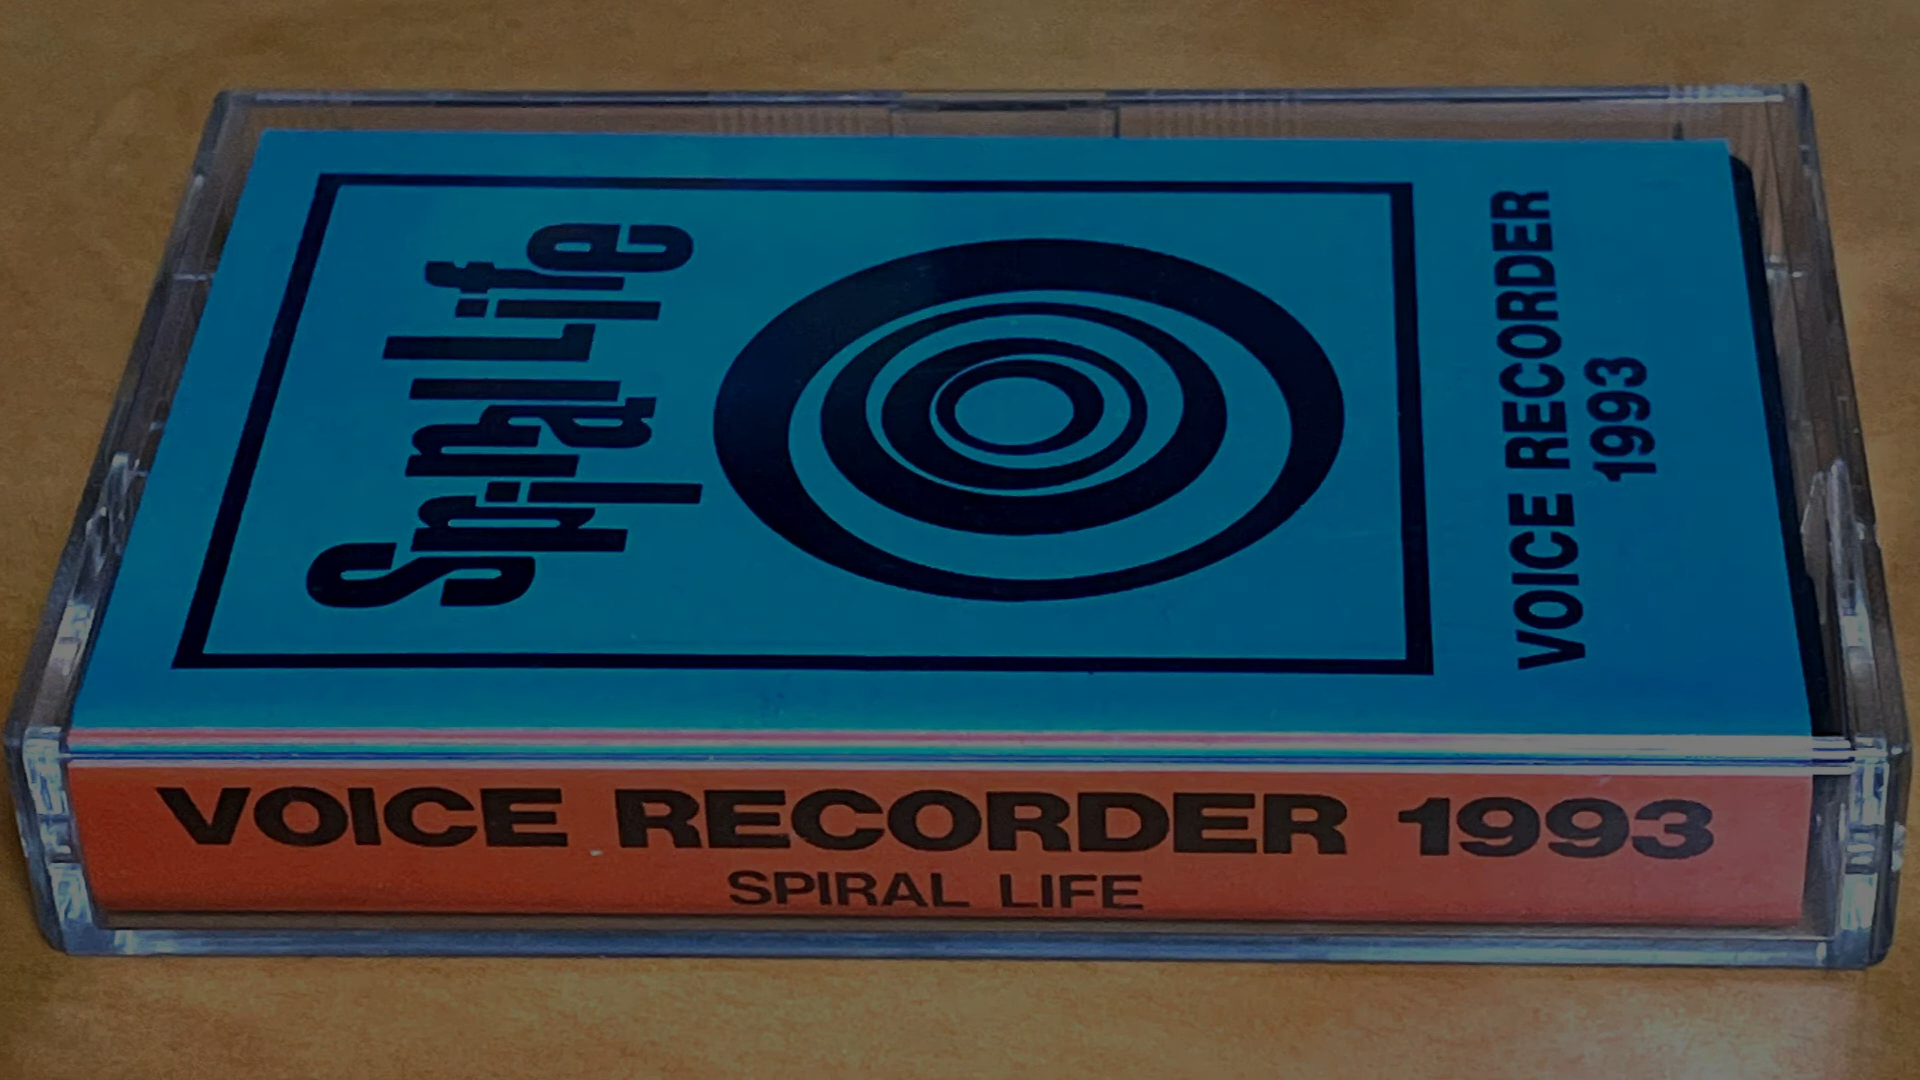 Spiral Life
VOICE RECORDER
1993
VOICE RECORDER 1993
SPIRAL LIFE